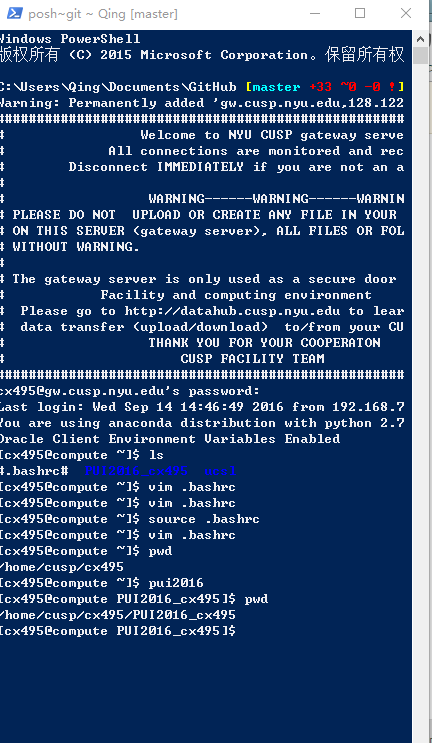 posh~git ~ Qing [master]
Windows PowerShell
版权所有 (C) 2015 Microsoft Corporation。保留所有权
C:\Users\Qing\Documents\GitHub [master +33 ~0 -0 !]
Warning: Permanently added 'gw.cusp.nyu.edu,128.122
##################################################
# Welcome to NYU CUSP gateway serve
# All connections are monitored and rec
# Disconnect IMMEDIATELY if you are not an a
#
# WARNING------WARNING------WARNIN
# PLEASE DO NOT UPLOAD OR CREATE ANY FILE IN YOUR
# ON THIS SERVER (gateway server), ALL FILES OR FOL
# WITHOUT WARNING.
#
# The gateway server is only used as a secure door
# Facility and computing environment
# Please go to http://datahub.cusp.nyu.edu to lear
# data transfer (upload/download) to/from your CU
# THANK YOU FOR YOUR COOPERATON
# CUSP FACILITY TEAM
##################################################
cx495@gw.cusp.nyu.edu's password:
Last login: Wed Sep 14 14:46:49 2016 from 192.168.7
You are using anaconda distribution with python 2.7
Oracle Client Environment Variables Enabled
[cx495@compute ~]$ ls
#.bashrc# PUI2016_cx495
[cx495@compute ~]$ vim .bashrc
[cx495@compute ~]$ vim .bashrc
[cx495@compute ~]$ source .bashrc
[cx495@compute ~]$ vim .bashrc
[cx495@compute ~]$ pwd
/home/cusp/cx495
[cx495@compute ~]$ pui2016
[cx495@compute PUI2016_cx495]$ pwd
/home/cusp/cx495/PUI2016_cx495
[cx495@compute PUI2016_cx495]$